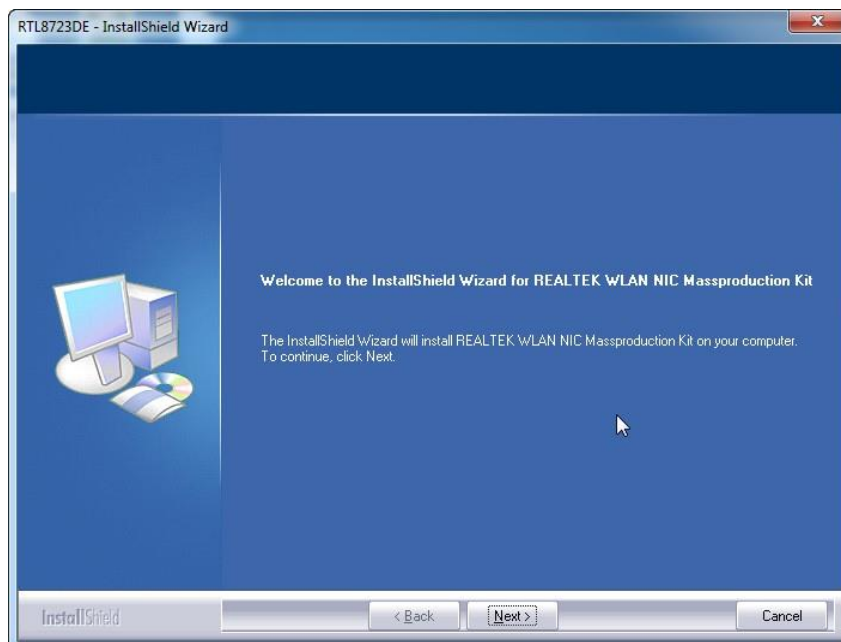 RTL8723DE - InstallShield Wizard
Welcome to the InstallShield Wizard for REALTEK WLAN NIC Massproduction Kit
The InstallShield Wizard will install REALTEK WLAN NIC Massproduction Kit on your computer.
To continue, click Next.
InstallShield
< Back
Next >
Cancel